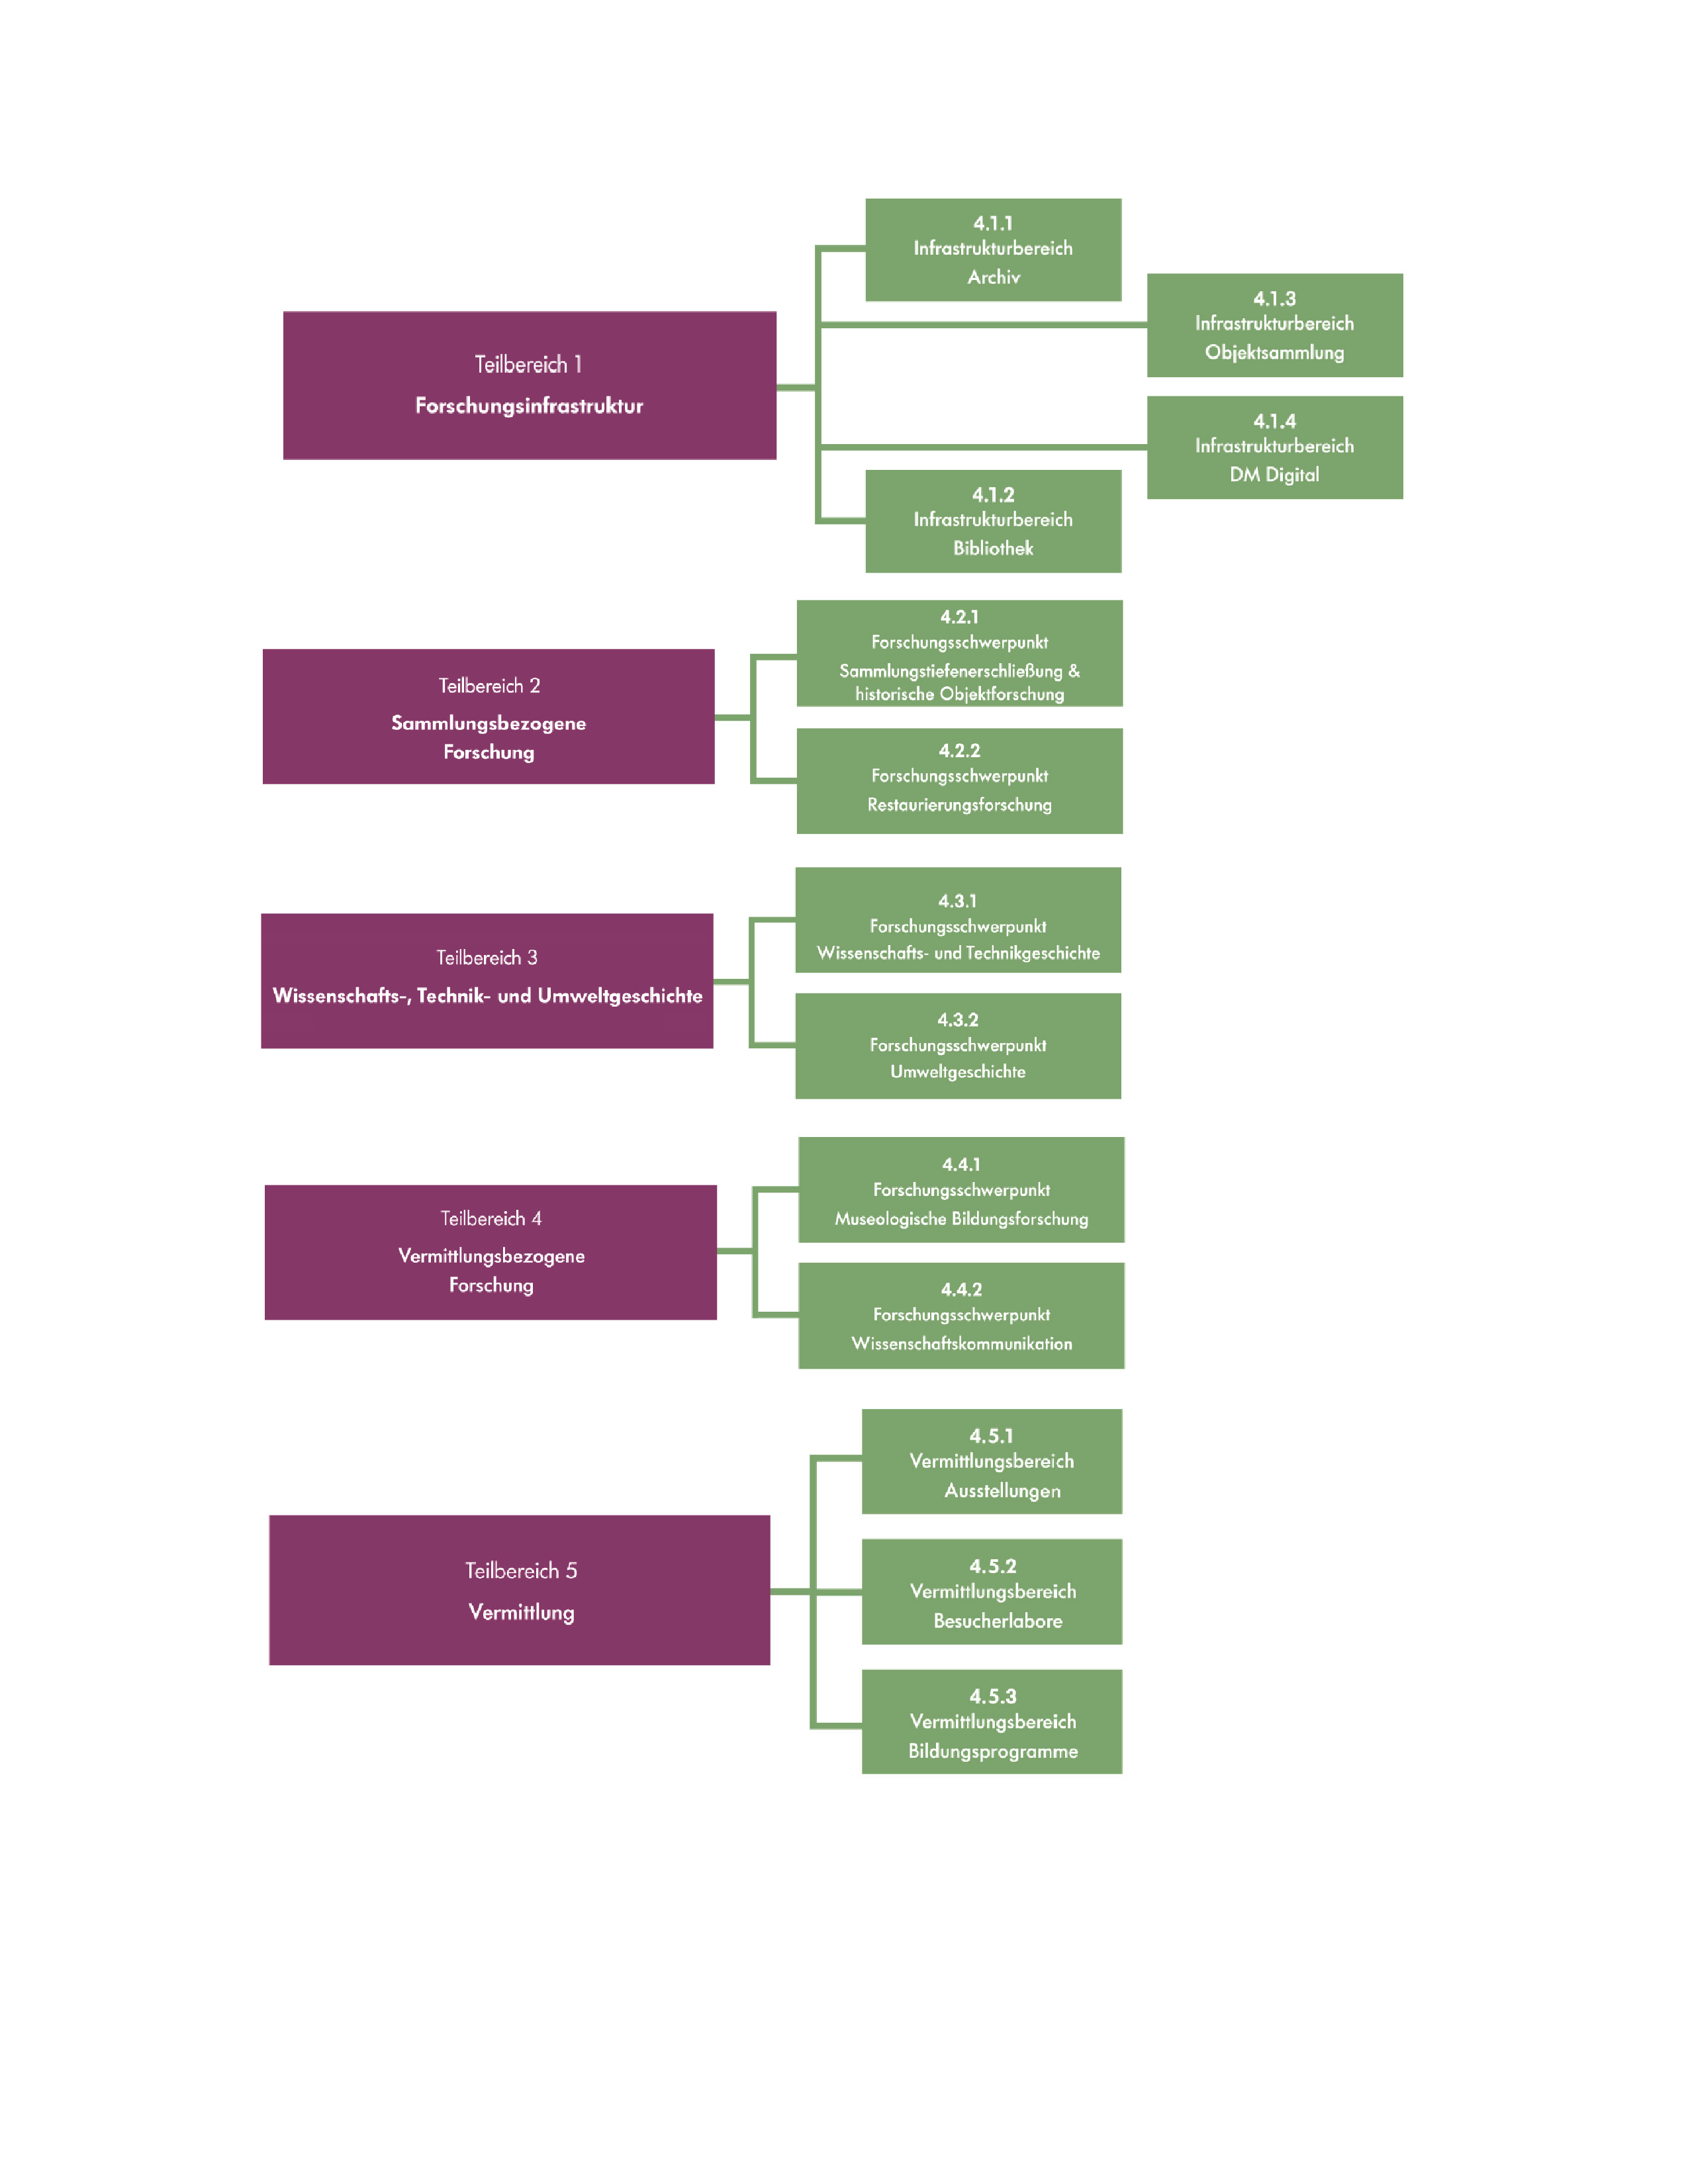 Teilbereich 1
Forschungsinfrastruktur
4.1.1
Infrastrukturbereich
Archiv
4.1.3
Infrastrukturbereich
Objektsammlung
4.1.4
Infrastrukturbereich
DM Digital
4.1.2
Infrastrukturbereich
Bibliothek
Teilbereich 2
Sammlungsbezogene
Forschung
4.2.1
Forschungsschwerpunkt
Sammlungstiefenerschließung &
historische Objektforschung
4.2.2
Forschungsschwerpunkt
Restaurierungsforschung
Teilbereich 3
Wissenschafts-, Technik- und Umweltgeschichte
4.3.1
Forschungsschwerpunkt
Wissenschafts- und Technikgeschichte
4.3.2
Forschungsschwerpunkt
Umweltgeschichte
Teilbereich 4
Vermittlungsbezogene
Forschung
4.4.1
Forschungsschwerpunkt
Museologische Bildungsforschung
4.4.2
Forschungsschwerpunkt
Wissenschaftskommunikation
Teilbereich 5
Vermittlung
4.5.1
Vermittlungsbereich
Ausstellungen
4.5.2
Vermittlungsbereich
Besucherlabore
4.5.3
Vermittlungsbereich
Bildungsprogramme